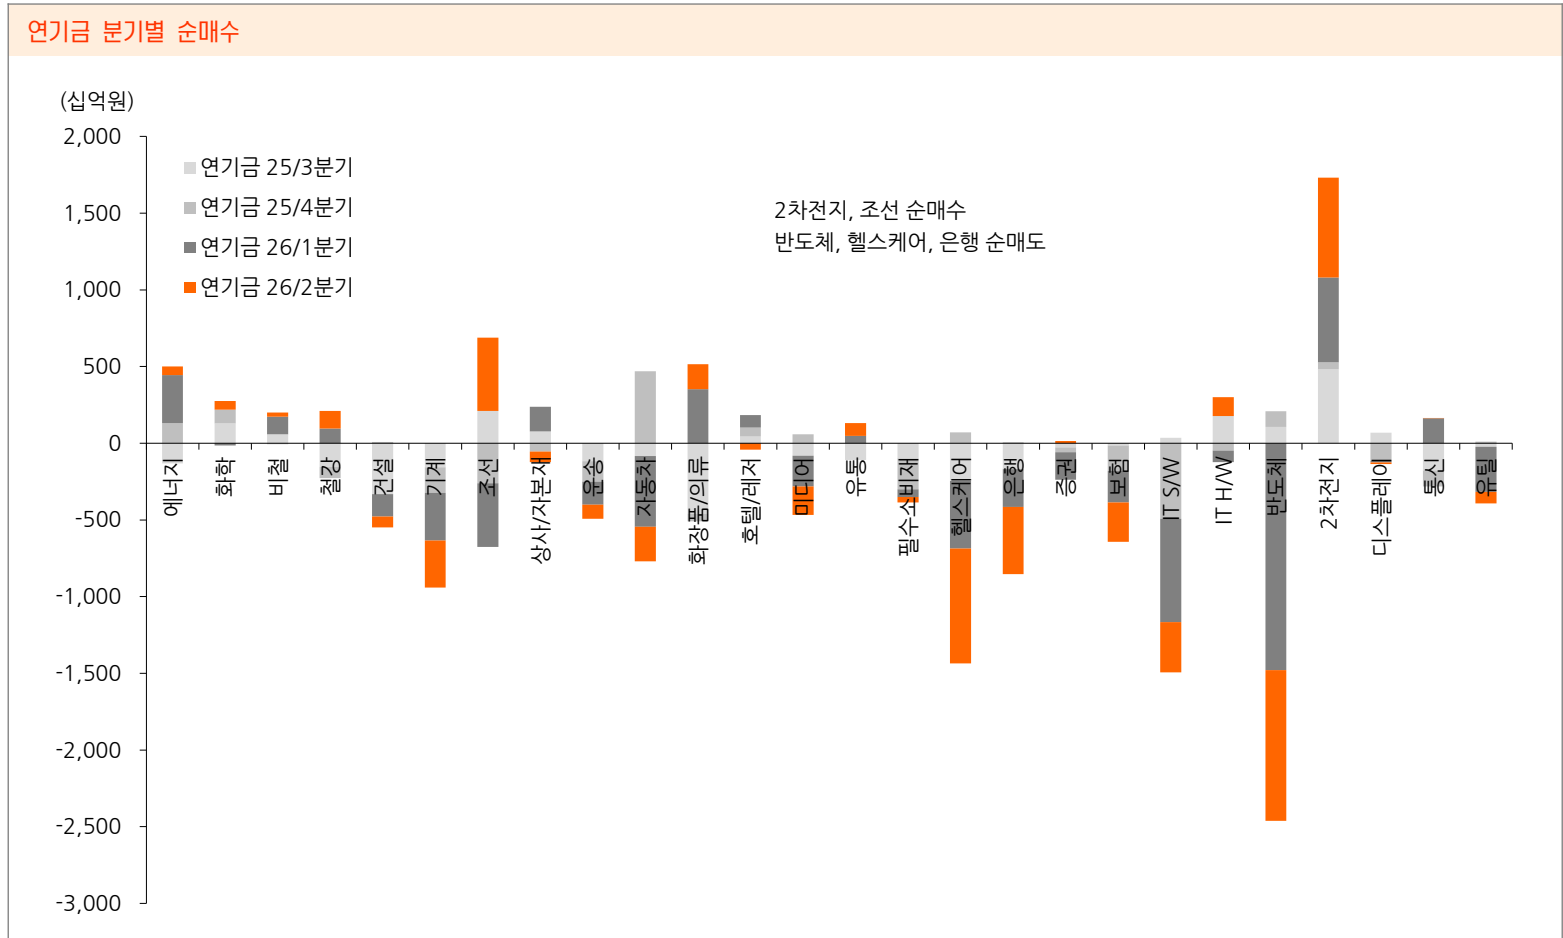 연기금 분기별 순매수
(십억원)
2,000
1,500
1,000
500
0
-500
-1,000
-1,500
-2,000
-2,500
-3,000
연기금 25/3분기
연기금 25/4분기
연기금 26/1분기
연기금 26/2분기
2차전지, 조선 순매수
반도체, 헬스케어, 은행 순매도
에너지
화학
비철
철강
건설
기계
조선
상사/자본재
운송
자동차
화장품/의류
호텔/레저
미디어
유통
필수소비재
헬스케어
은행
증권
보험
IT S/W
IT H/W
반도체
2차전지
디스플레이
통신
유틸